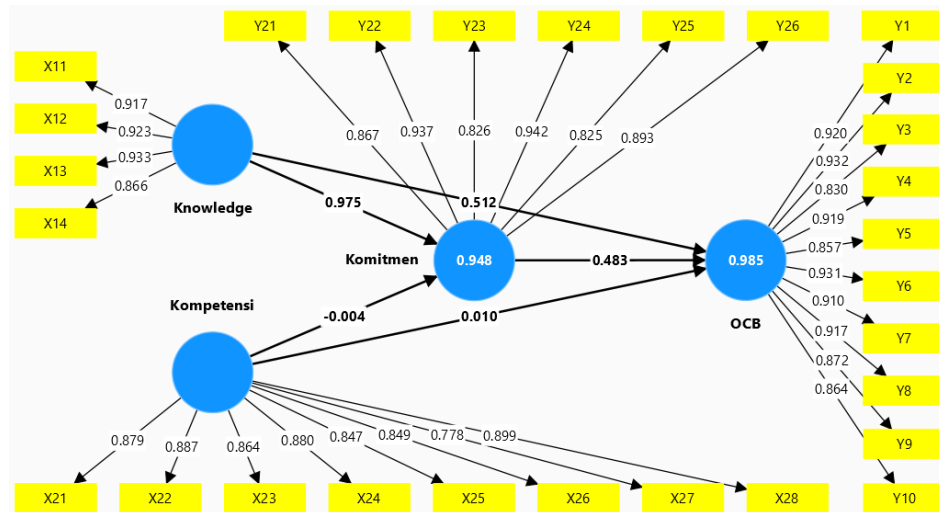 Y21 Y22 Y23 Y24 Y25 Y26 Y1
X11
Y2
0.917
X12
0.923
0.867 0.937 0.826 0.942 0.825 0.893
0.920
Y3
X13
0.933
0.932
0.866
0.830
Y4
X14
Knowledge
0.975
0.512
0.919
Y5
0.857
Komitmen
0.948
0.483
0.985
0.931
Y6
0.910
Kompetensi
-0.004
0.010
OCB
0.917
Y7
0.872
0.864
Y8
0.879 0.887 0.864 0.880 0.847 0.849 0.778 0.899
Y9
X21 X22 X23 X24 X25 X26 X27 X28 Y10